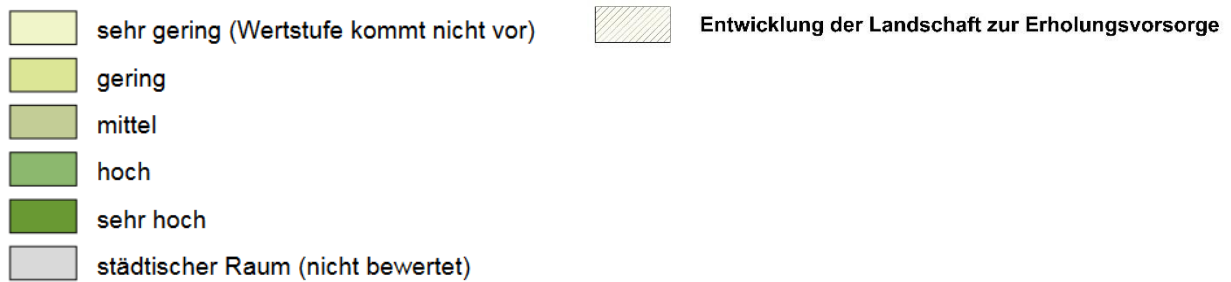 sehr gering (Wertstufe kommt nicht vor)
gering
mittel
hoch
sehr hoch
städtischer Raum (nicht bewertet)
Entwicklung der Landschaft zur Erholungsvorsorge